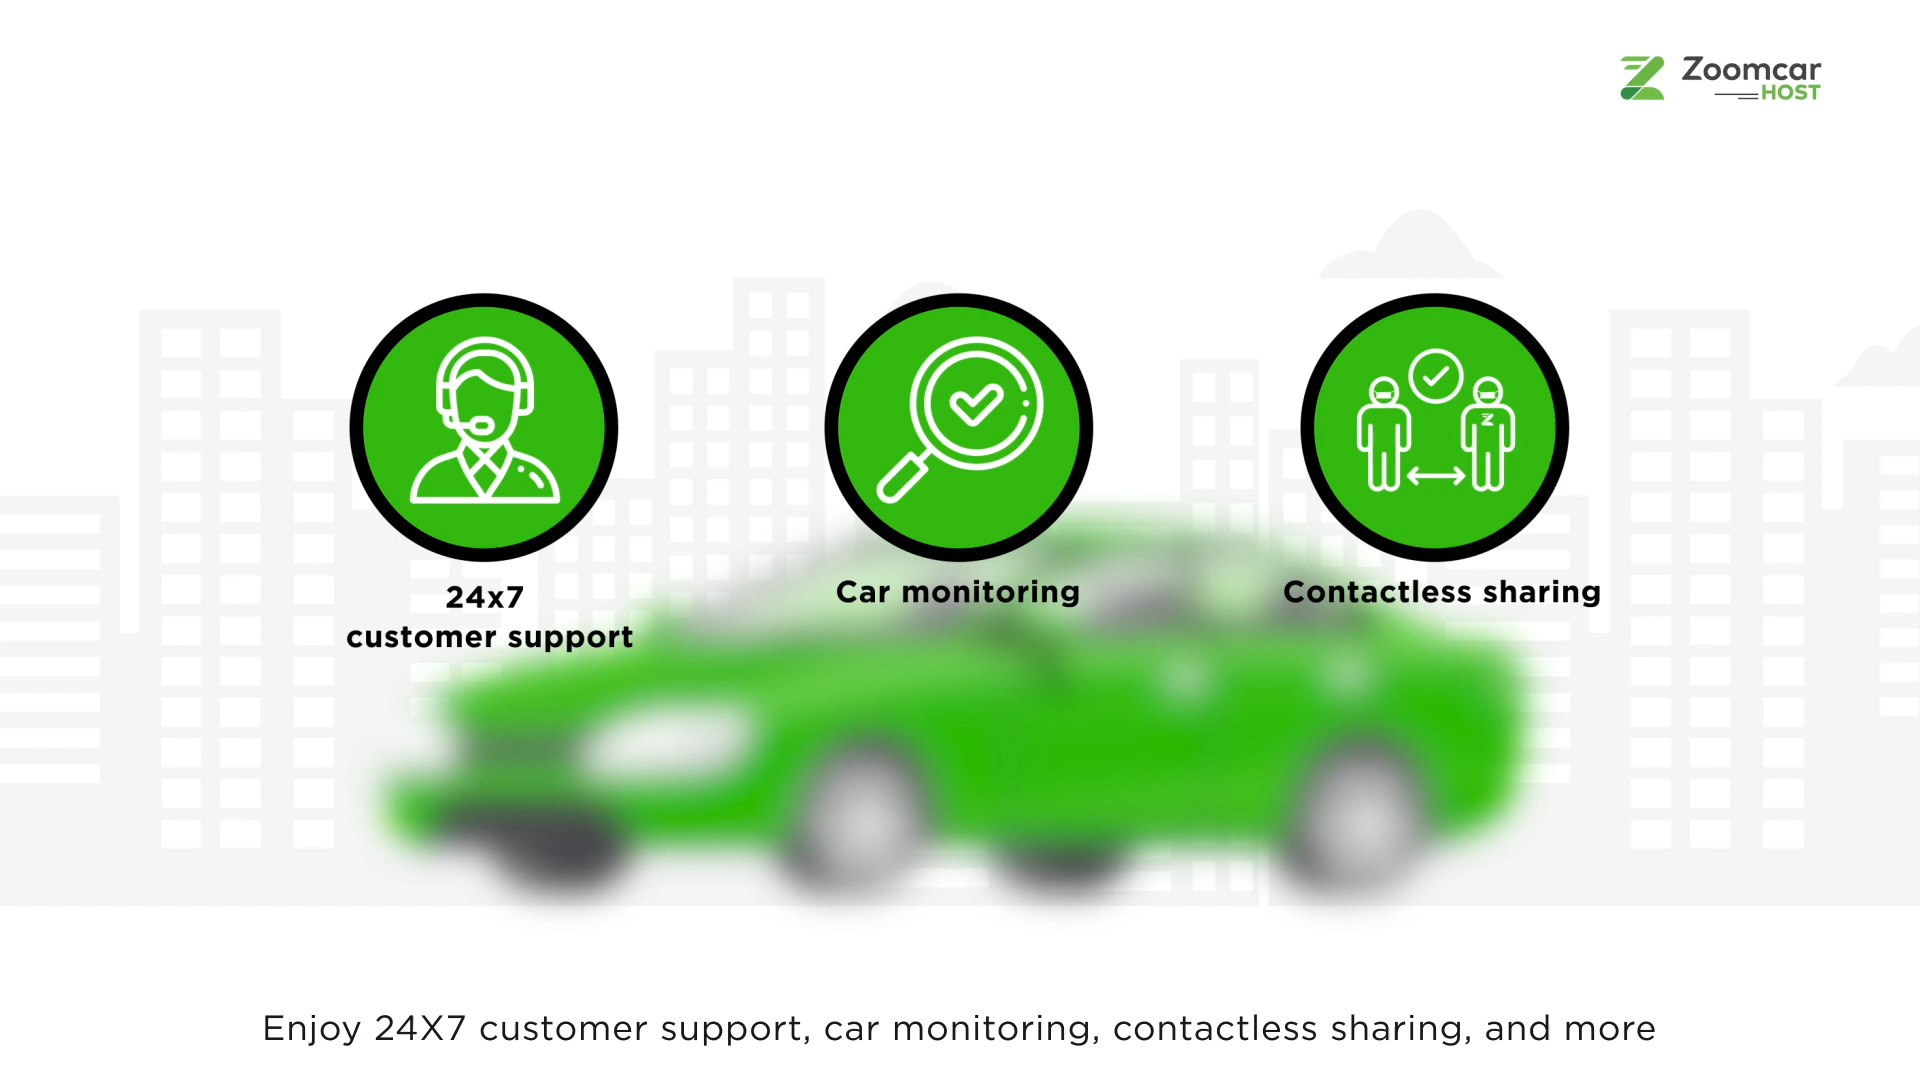 Zoomcar
HOST
24x7
customer support
Car monitoring
Contactless sharing
Enjoy 24X7 customer support, car monitoring, contactless sharing, and more